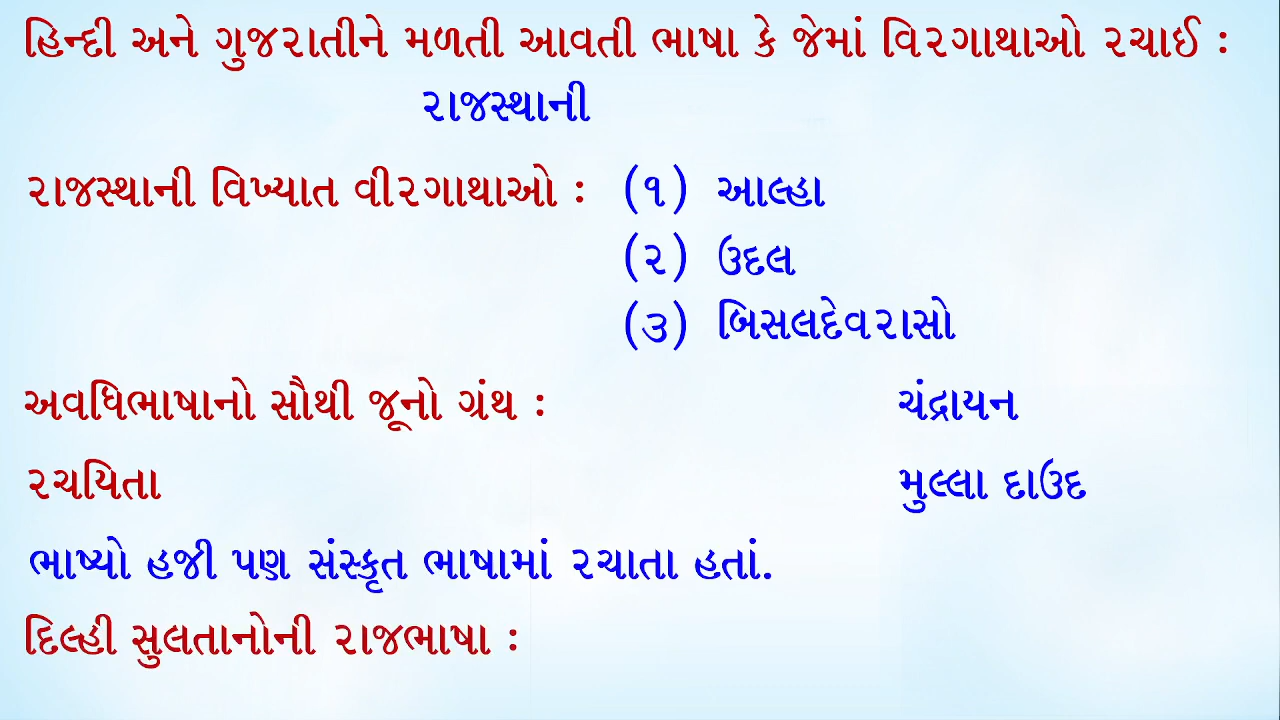 હિન્દી અને ગુજરાતીને મળતી આવતી ભાષા કે જેમાં વિરગાથાઓ રચાઈ :
રાજસ્થાની
રાજસ્થાની વિખ્યાત વીરગાથાઓ : (૧) આલ્હા
(૨) ઉદલ
(૩) બિસલદેવરાસો
અવધિભાષાનો સૌથી જૂનો ગ્રંથ : ચંદ્રાયન
રચયિતા મુલ્લા દાઉદ
ભાષ્યો હજી પણ સંસ્કૃત ભાષામાં રચાતા હતાં.
દિલ્હી સુલતાનોની રાજભાષા :